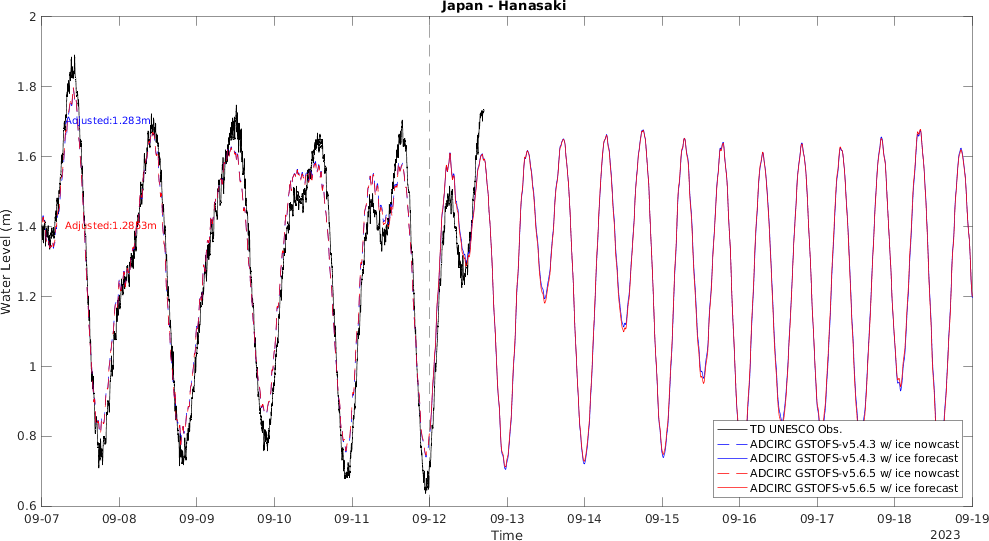 Japan - Hanasaki
2
1.8
1.6
1.4
1.2
1
0.8
0.6
Water Level (m)
Adjusted:1.283m
Adjusted:1.2853m
TD UNESCO Obs.
ADCIRC GSTOFS-v5.4.3 w/ ice nowcast
ADCIRC GSTOFS-v5.4.3 w/ ice forecast
ADCIRC GSTOFS-v5.6.5 w/ ice nowcast
ADCIRC GSTOFS-v5.6.5 w/ ice forecast
09-07 09-08 09-09 09-10 09-11 09-12 09-13 09-14 09-15 09-16 09-17 09-18 09-19
Time
2023